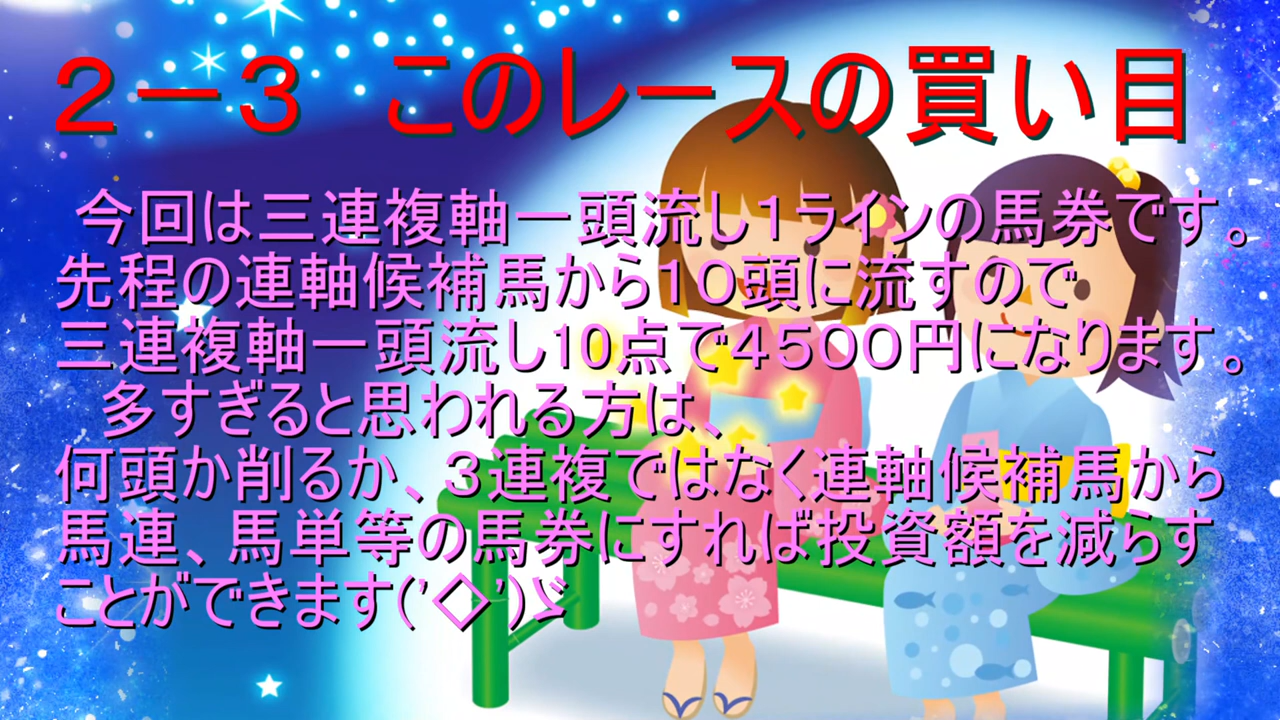 ２－３　このレースの買い目
今回は三連複軸一頭流し１ラインの馬券です。
先程の連軸候補馬から１０頭に流すので
三連複軸一頭流し10点で４５００円になります。
多すぎると思われる方は、
何頭か削るか、３連複ではなく連軸候補馬から
馬連、馬単等の馬券にすれば投資額を減らす
ことができます('◇')ゞ